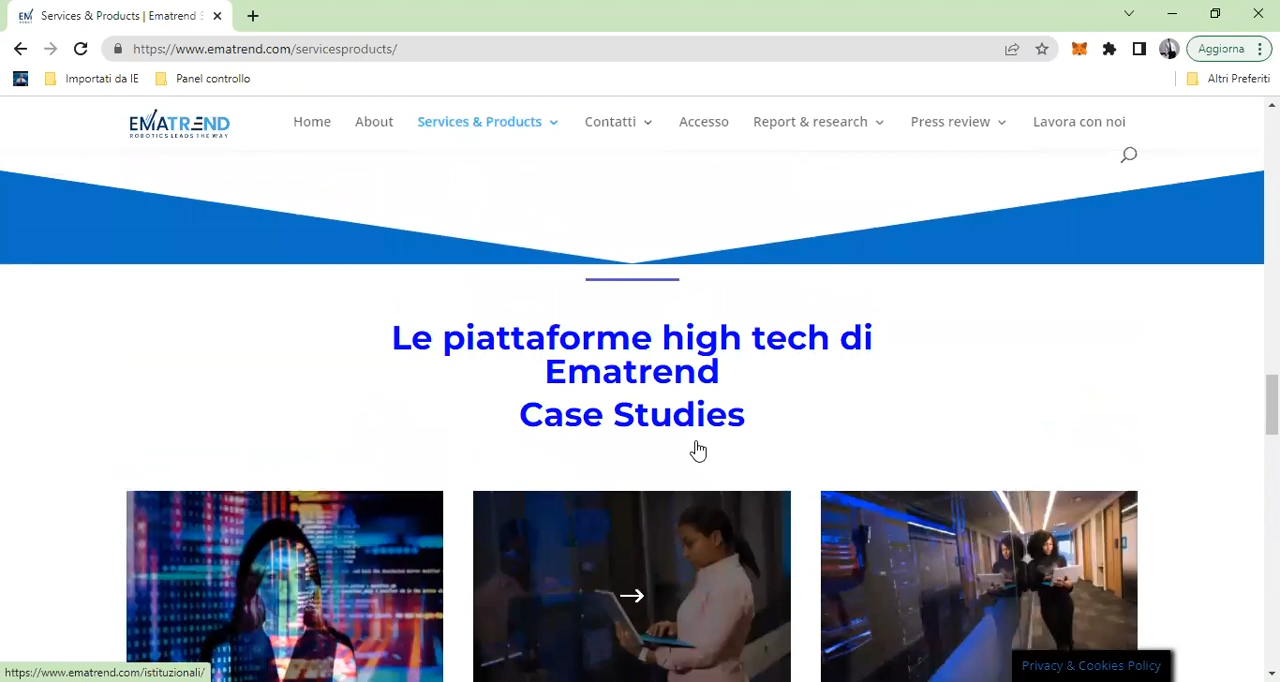 Services & Products | Ematrend S
https://www.ematrend.com/servicesproducts/
Aggiorna
Importati da IE
Panel controllo
Altri Preferiti
EMATREND
ROBOTICS LEADS THE WAY
Home
About
Services & Products
Contatti
Accesso
Report & research
Press review
Lavora con noi
Le piattaforme high tech di
Ematrend
Case Studies
https://www.ematrend.com/istituzionali/
Privacy & Cookies Policy